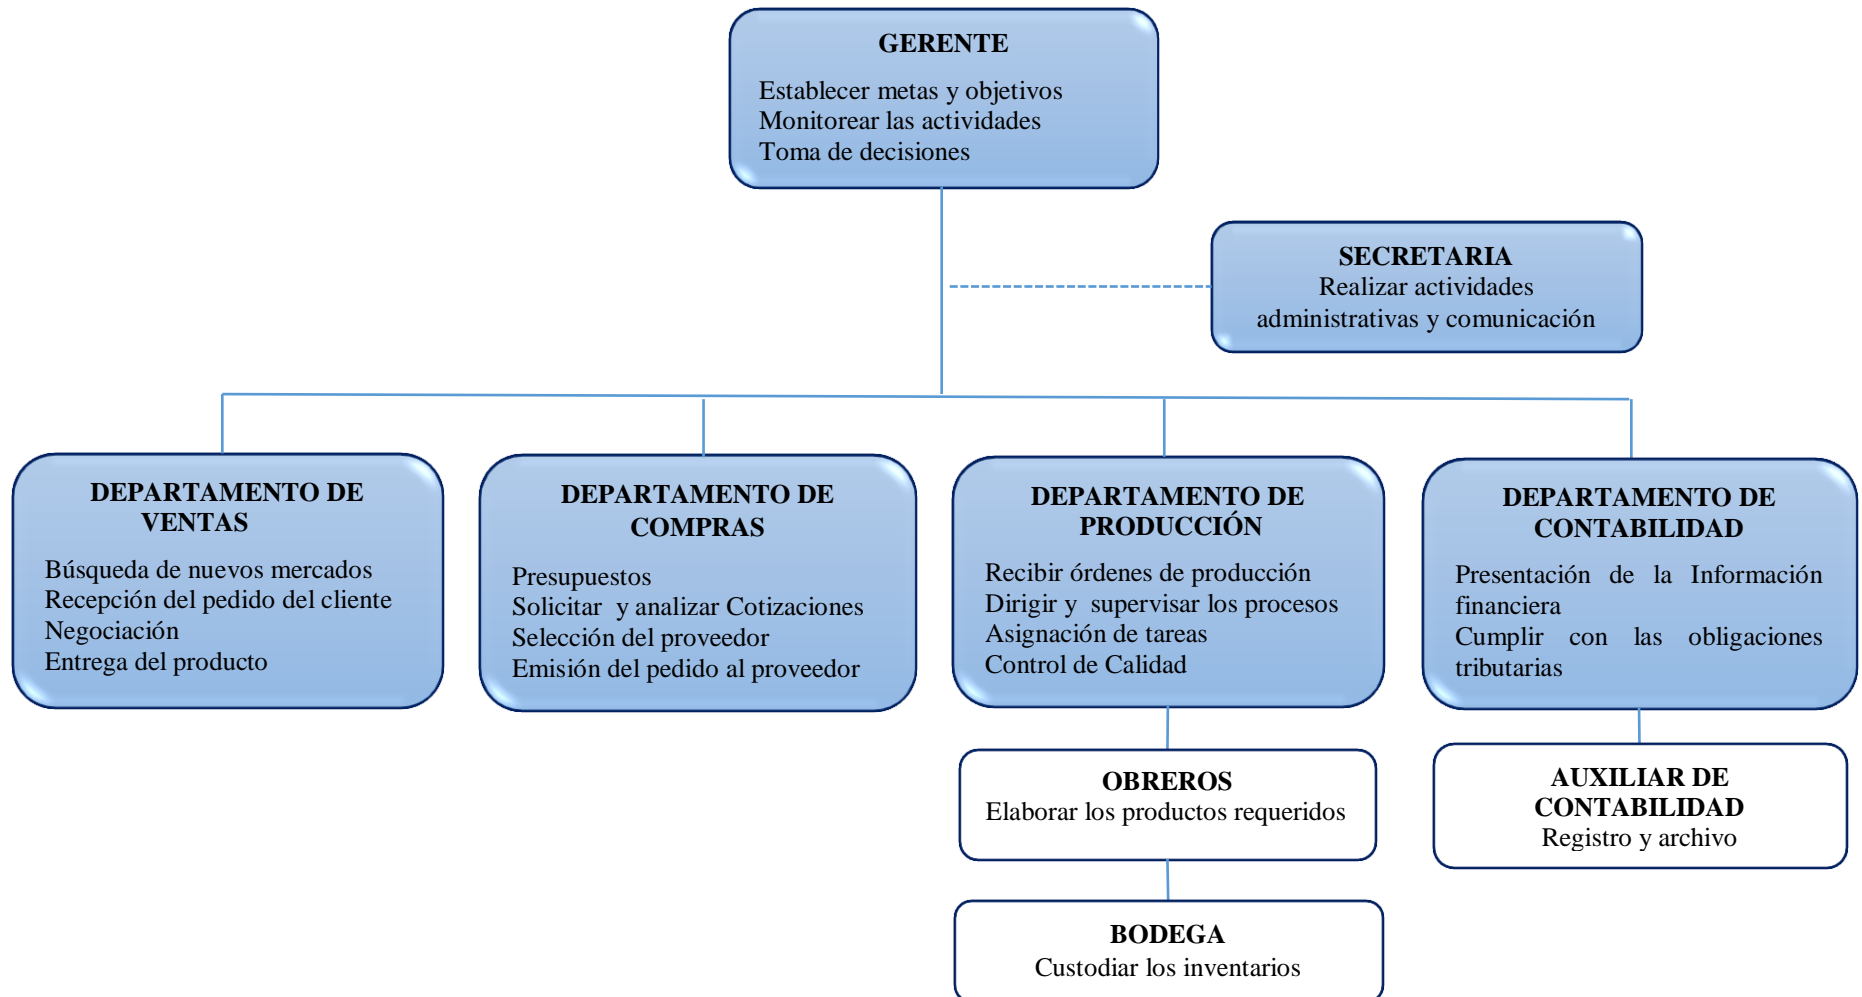 GERENTE
Establecer metas y objetivos
Monitorear las actividades
Toma de decisiones
SECRETARIA
Realizar actividades
administrativas y comunicación
DEPARTAMENTO DE
VENTAS
Búsqueda de nuevos mercados
Recepción del pedido del cliente
Negociación
Entrega del producto
DEPARTAMENTO DE
COMPRAS
Presupuestos
Solicitar y analizar Cotizaciones
Selección del proveedor
Emisión del pedido al proveedor
DEPARTAMENTO DE
PRODUCCIÓN
Recibir órdenes de producción
Dirigir y supervisar los procesos
Asignación de tareas
Control de Calidad
DEPARTAMENTO DE
CONTABILIDAD
Presentación de la Información
financiera
Cumplir con las obligaciones
tributarias
OBREROS
Elaborar los productos requeridos
AUXILIAR DE
CONTABILIDAD
Registro y archivo
BODEGA
Custodiar los inventarios